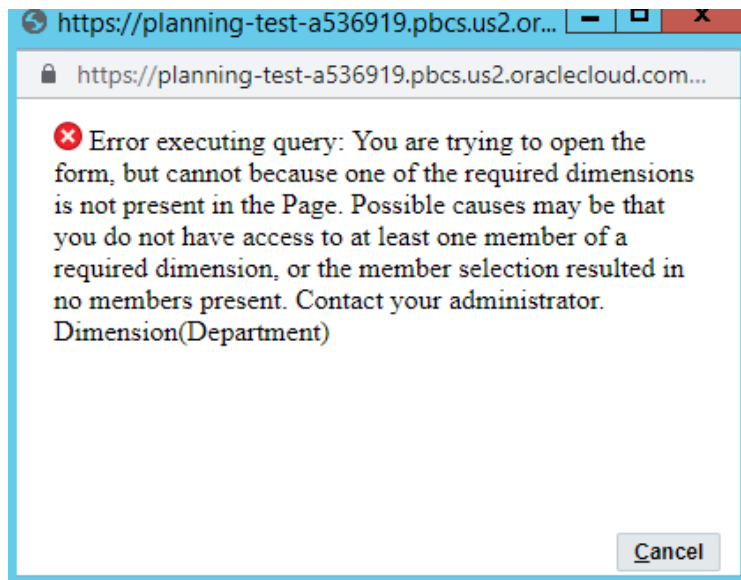 https://planning-test-a536919.pbcs.us2.or...
https://planning-test-a536919.pbcs.us2.oraclecloud.com...
Error executing query: You are trying to open the
form, but cannot because one of the required dimensions
is not present in the Page. Possible causes may be that
you do not have access to at least one member of a
required dimension, or the member selection resulted in
no members present. Contact your administrator.
Dimension(Department)
Cancel